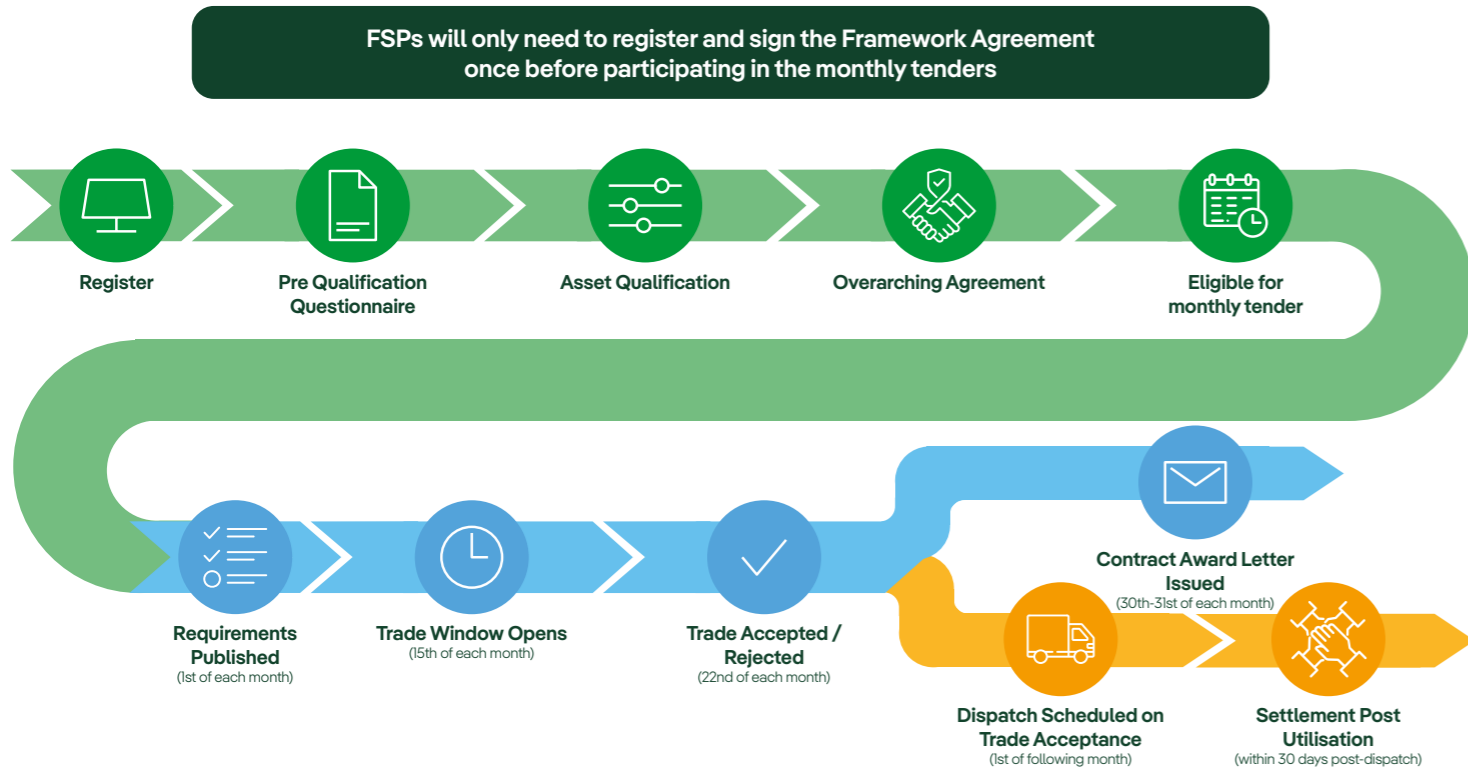 FSPs will only need to register and sign the Framework Agreement
once before participating in the monthly tenders
Register
Pre Qualification
Questionnaire
Asset Qualification
Overarching Agreement
Eligible for
monthly tender
Requirements
Published
(1st of each month)
Trade Window Opens
(15th of each month)
Trade Accepted /
Rejected
(22nd of each month)
Contract Award Letter
Issued
(30th-31st of each month)
Dispatch Scheduled on
Trade Acceptance
(1st of following month)
Settlement Post
Utilisation
(within 30 days post-dispatch)